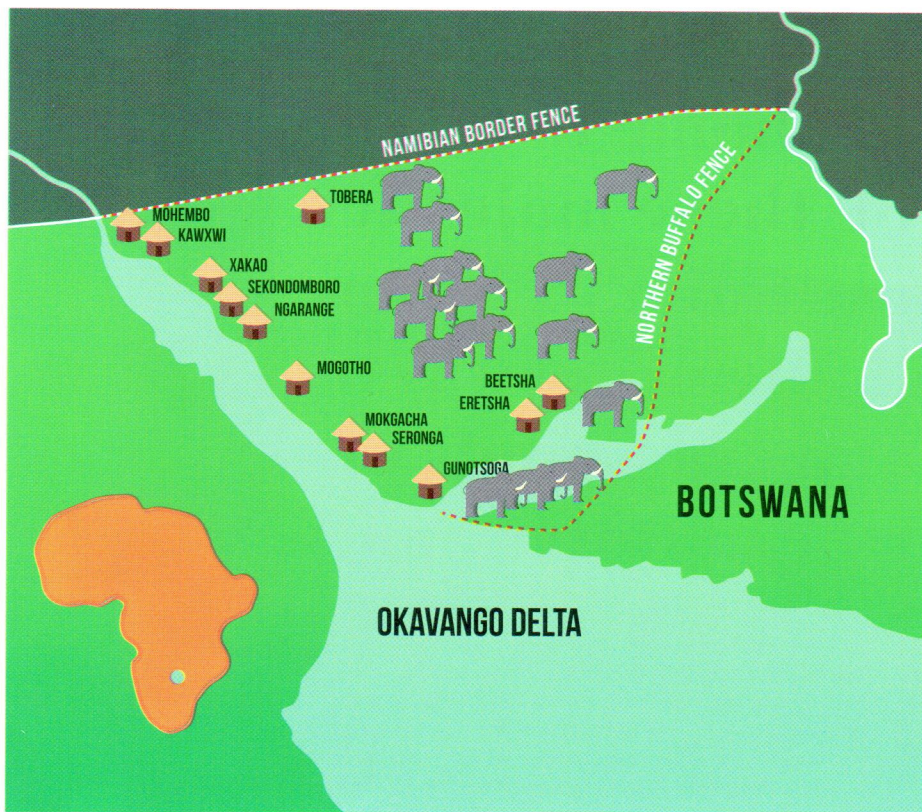 NAMIBIAN BORDER FENCE
NORTHERN BUFFALO FENCE
TOBERA
MOHEMBO
KAWXWI
XAKAO
SEKONDOMBORO
NGARANGE
MOGOTHO
BEETSHA
ERETSHA
MOKGACHA
SERONGA
GUNOTSOGA
BOTSWANA
OKAVANGO DELTA